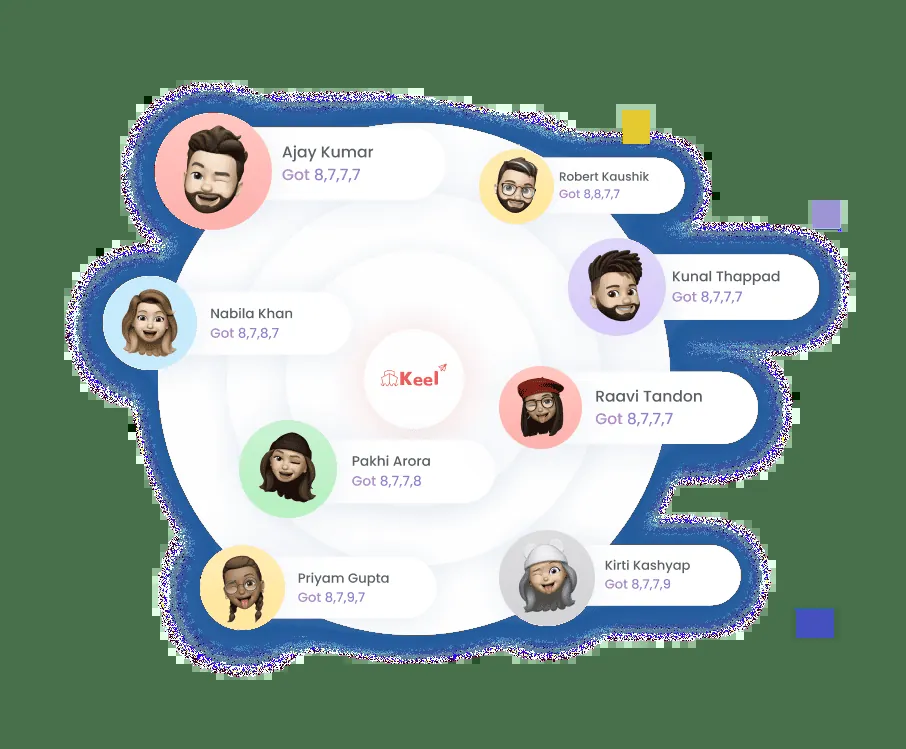 Ajay Kumar
Got 8,7,7,7
Robert Kaushik
Got 8,8,7,7
Kunal Thappad
Got 8,7,7,7
Nabila Khan
Got 8,7,8,7
Keel
Raavi Tandon
Got 8,7,7,7
Pakhi Arora
Got 8,7,7,8
Kirti Kashyap
Got 8,7,7,9
Priyam Gupta
Got 8,7,9,7